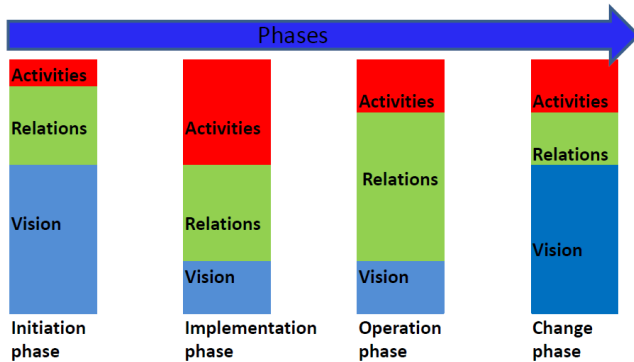 Phases
Activities
Relations
Vision
Initiation
phase
Activities
Relations
Vision
Implementation
phase
Activities
Relations
Vision
Operation
phase
Activities
Relations
Vision
Change
phase